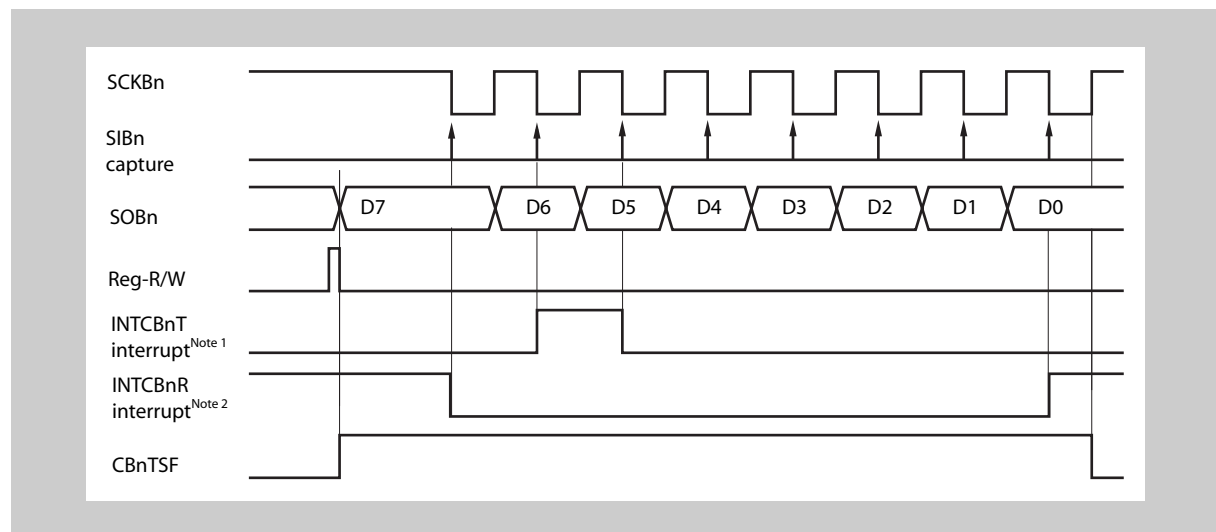 SCKBn
SIBn
capture
SOBn
D7 D6 D5 D4 D3 D2 D1 D0
Reg-R/W
INTCBnT
interruptNote 1
INTCBnR
interruptNote 2
CBnTSF